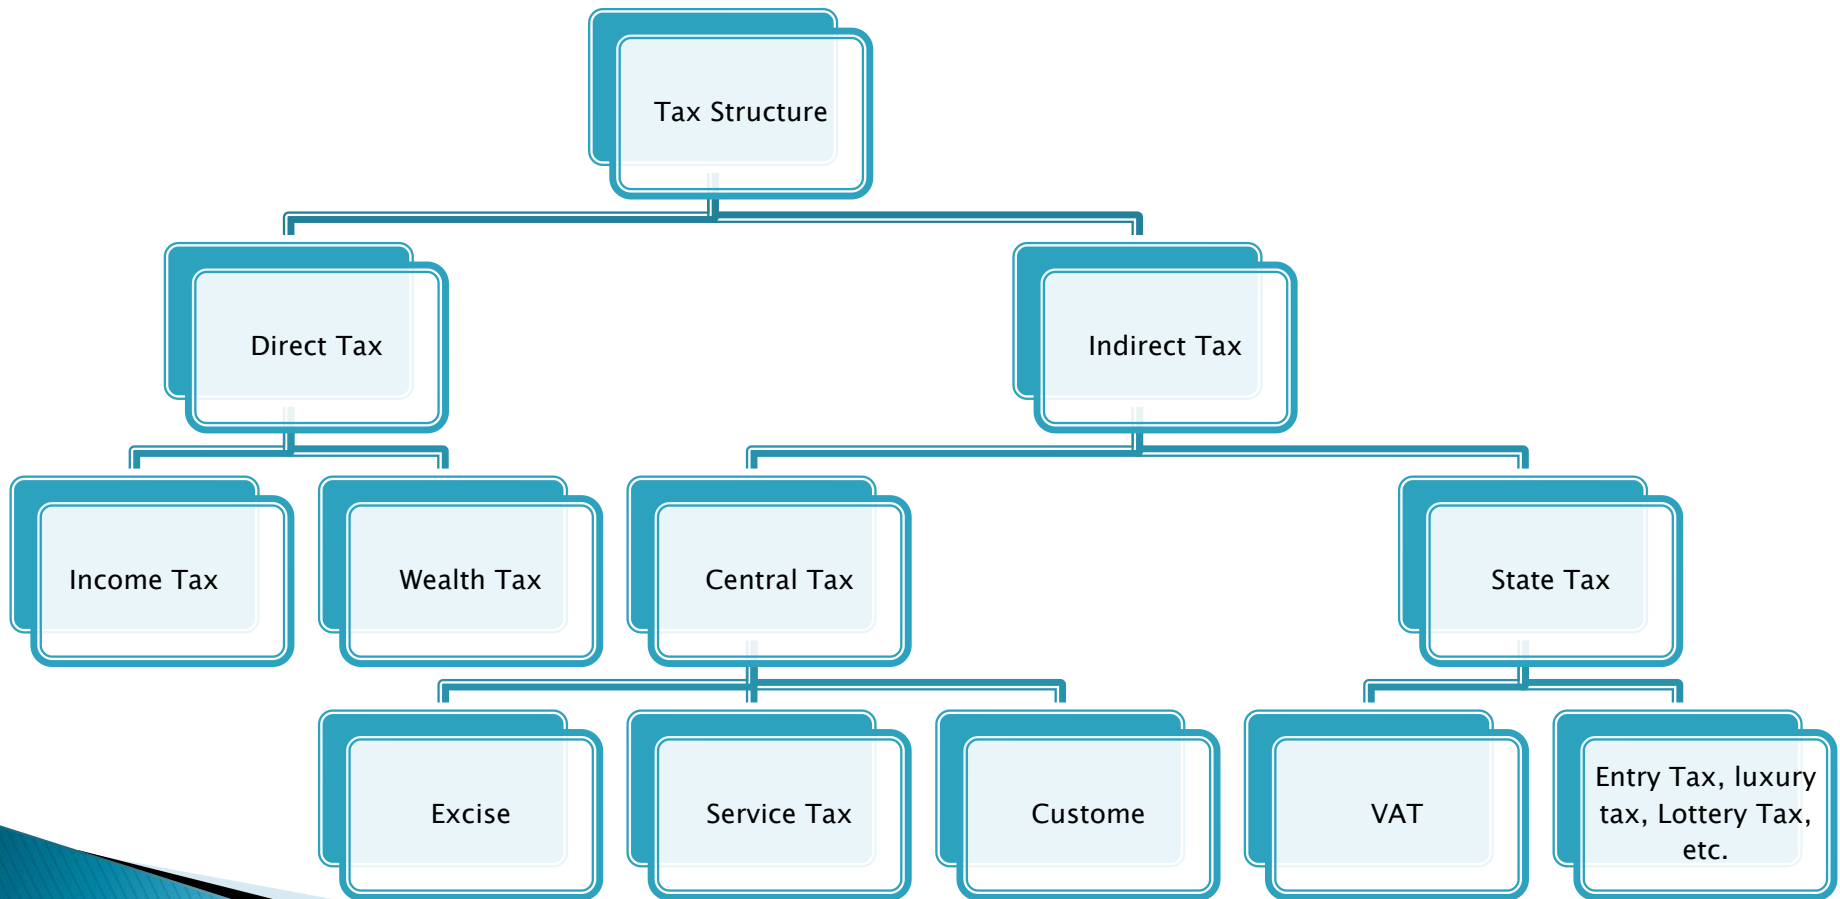 Tax Structure
Direct Tax
Indirect Tax
Income Tax
Wealth Tax
Central Tax
State Tax
Excise
Service Tax
Custome
VAT
Entry Tax, luxury
tax, Lottery Tax,
etc.